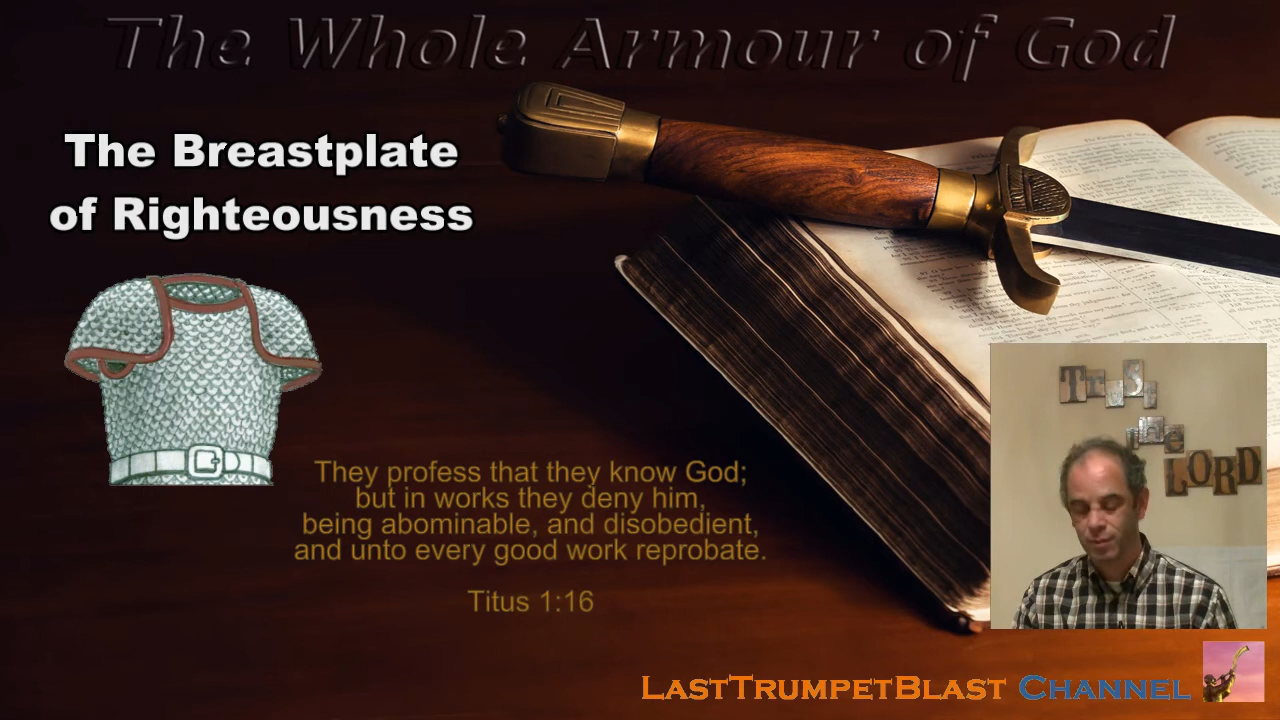 The Whole Armour of God
The Breastplate
of Righteousness
They profess that they know God;
but in works they deny him,
being abominable, and disobedient,
and unto every good work reprobate.
Titus 1:16
Trust
the
LORD
LASTTRUMPETBLAST CHANNEL